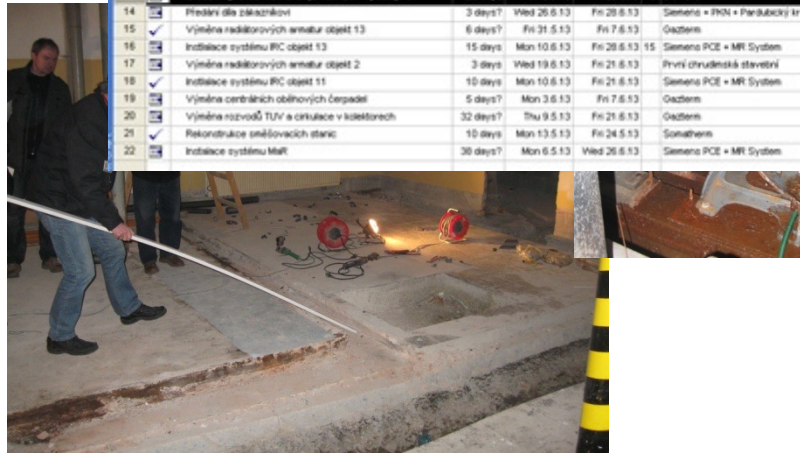 14 Předání díla zákazníkovi 3 days? Wed 26.6.13 Fri 28.6.13 Siemens + PKN + Pardubický kr
15 Výměna radiátorových armatur objekt 13 6 days? Fri 31.5.13 Fri 7.6.13 Gazterm
16 Instalace systému IRC objekt 13 15 days Mon 10.6.13 Fri 28.6.13 15 Siemens PCE + MR System
17 Výměna radiátorových armatur objekt 2 3 days Wed 19.6.13 Fri 21.6.13 První chrudimská stavební
18 Instalace systému IRC objekt 11 10 days Mon 10.6.13 Fri 21.6.13 Siemens PCE + MR System
19 Výměna centrálních oběhových čerpadel 5 days? Mon 3.6.13 Fri 7.6.13 Gazterm
20 Výměna rozvodů TUV a cirkulace v kolektorech 32 days? Thu 9.5.13 Fri 21.6.13 Gazterm
21 Rekonstrukce směšovacích stanic 10 days Mon 13.5.13 Fri 24.5.13 Somatherm
22 Instalace systému MaR 38 days? Mon 6.5.13 Wed 26.6.13 Siemens PCE + MR System